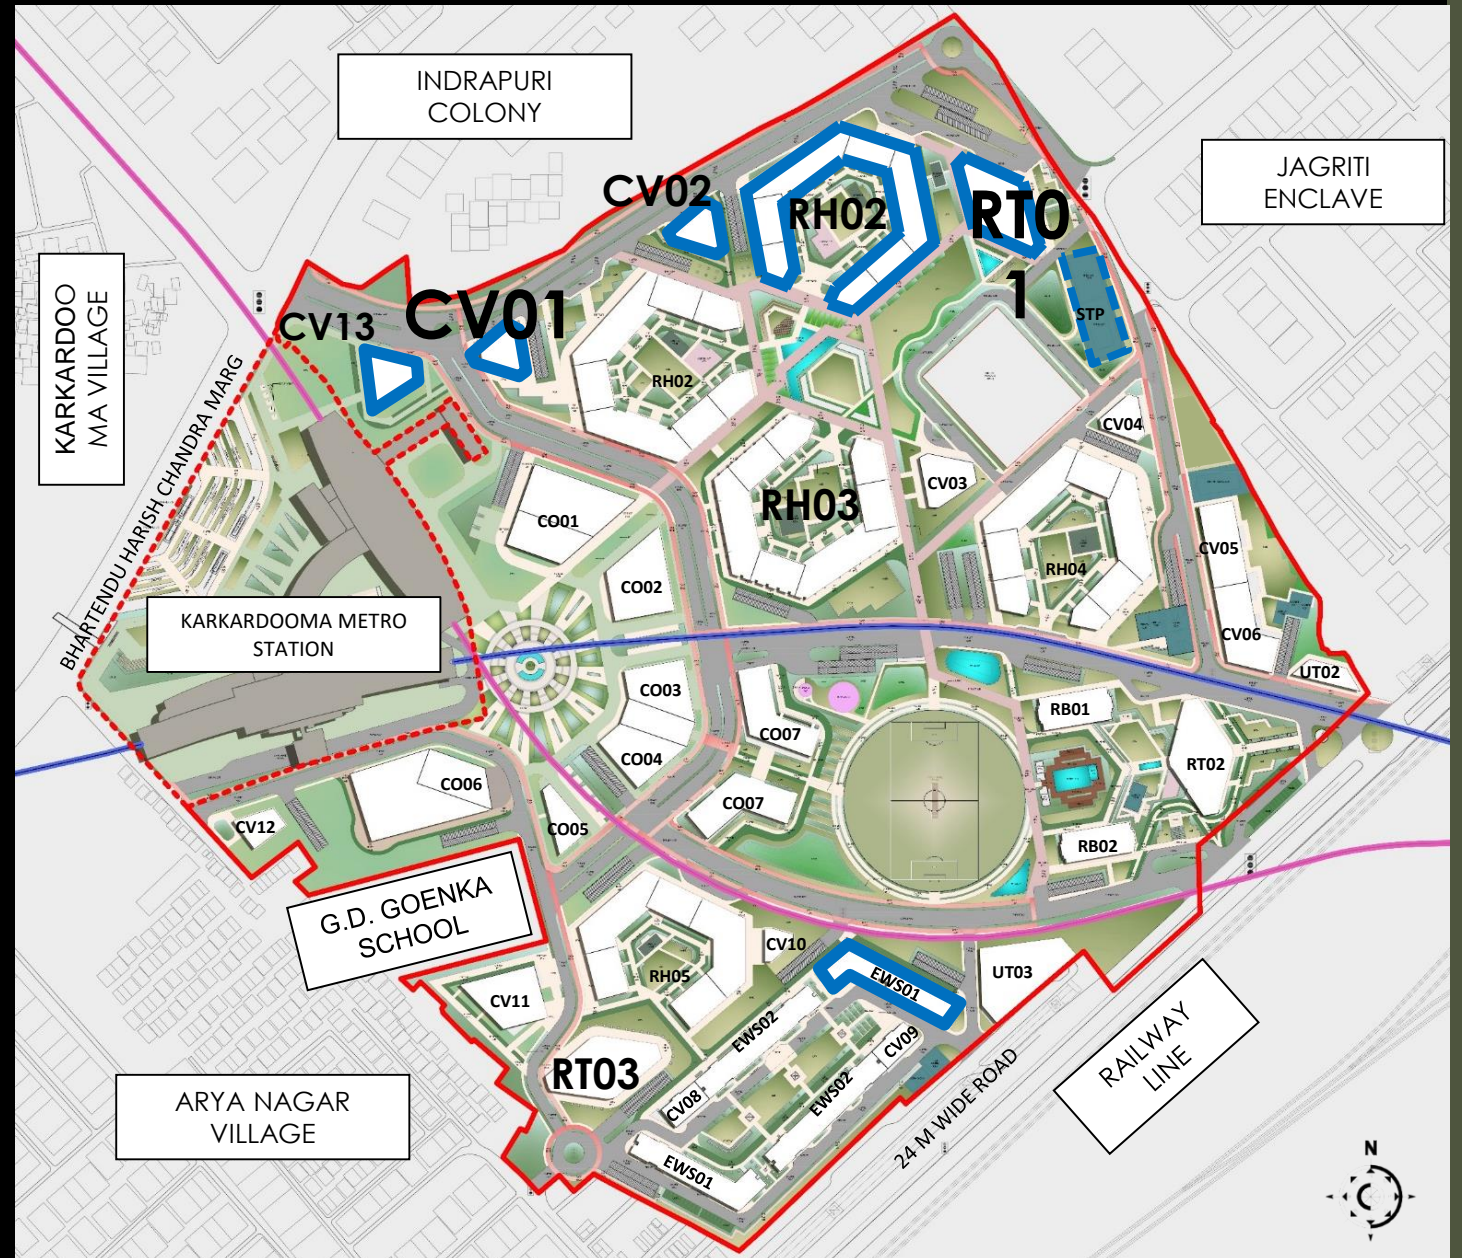 INDRAPURI
COLONY
JAGRITI
ENCLAVE
CV02
RH02
RT0
1
KARKARDOO
MA VILLAGE
CV13
CV01
STP
BHARTENDU HARISH CHANDRA MARG
RH02
CV04
RH03
CV03
CO01
CV05
RH04
CO02
KARKARDOOMA METRO
STATION
CV06
UT02
CO03
RB01
CO07
CO04
RT02
CO06
CO07
CV12
CO05
RB02
G.D. GOENKA
SCHOOL
CV10
RH05
EWS01
UT03
CV11
EWS02
CV09
RAILWAY
LINE
RT03
24 M WIDE ROAD
ARYA NAGAR
VILLAGE
CV08
EWS02
EWS01
N